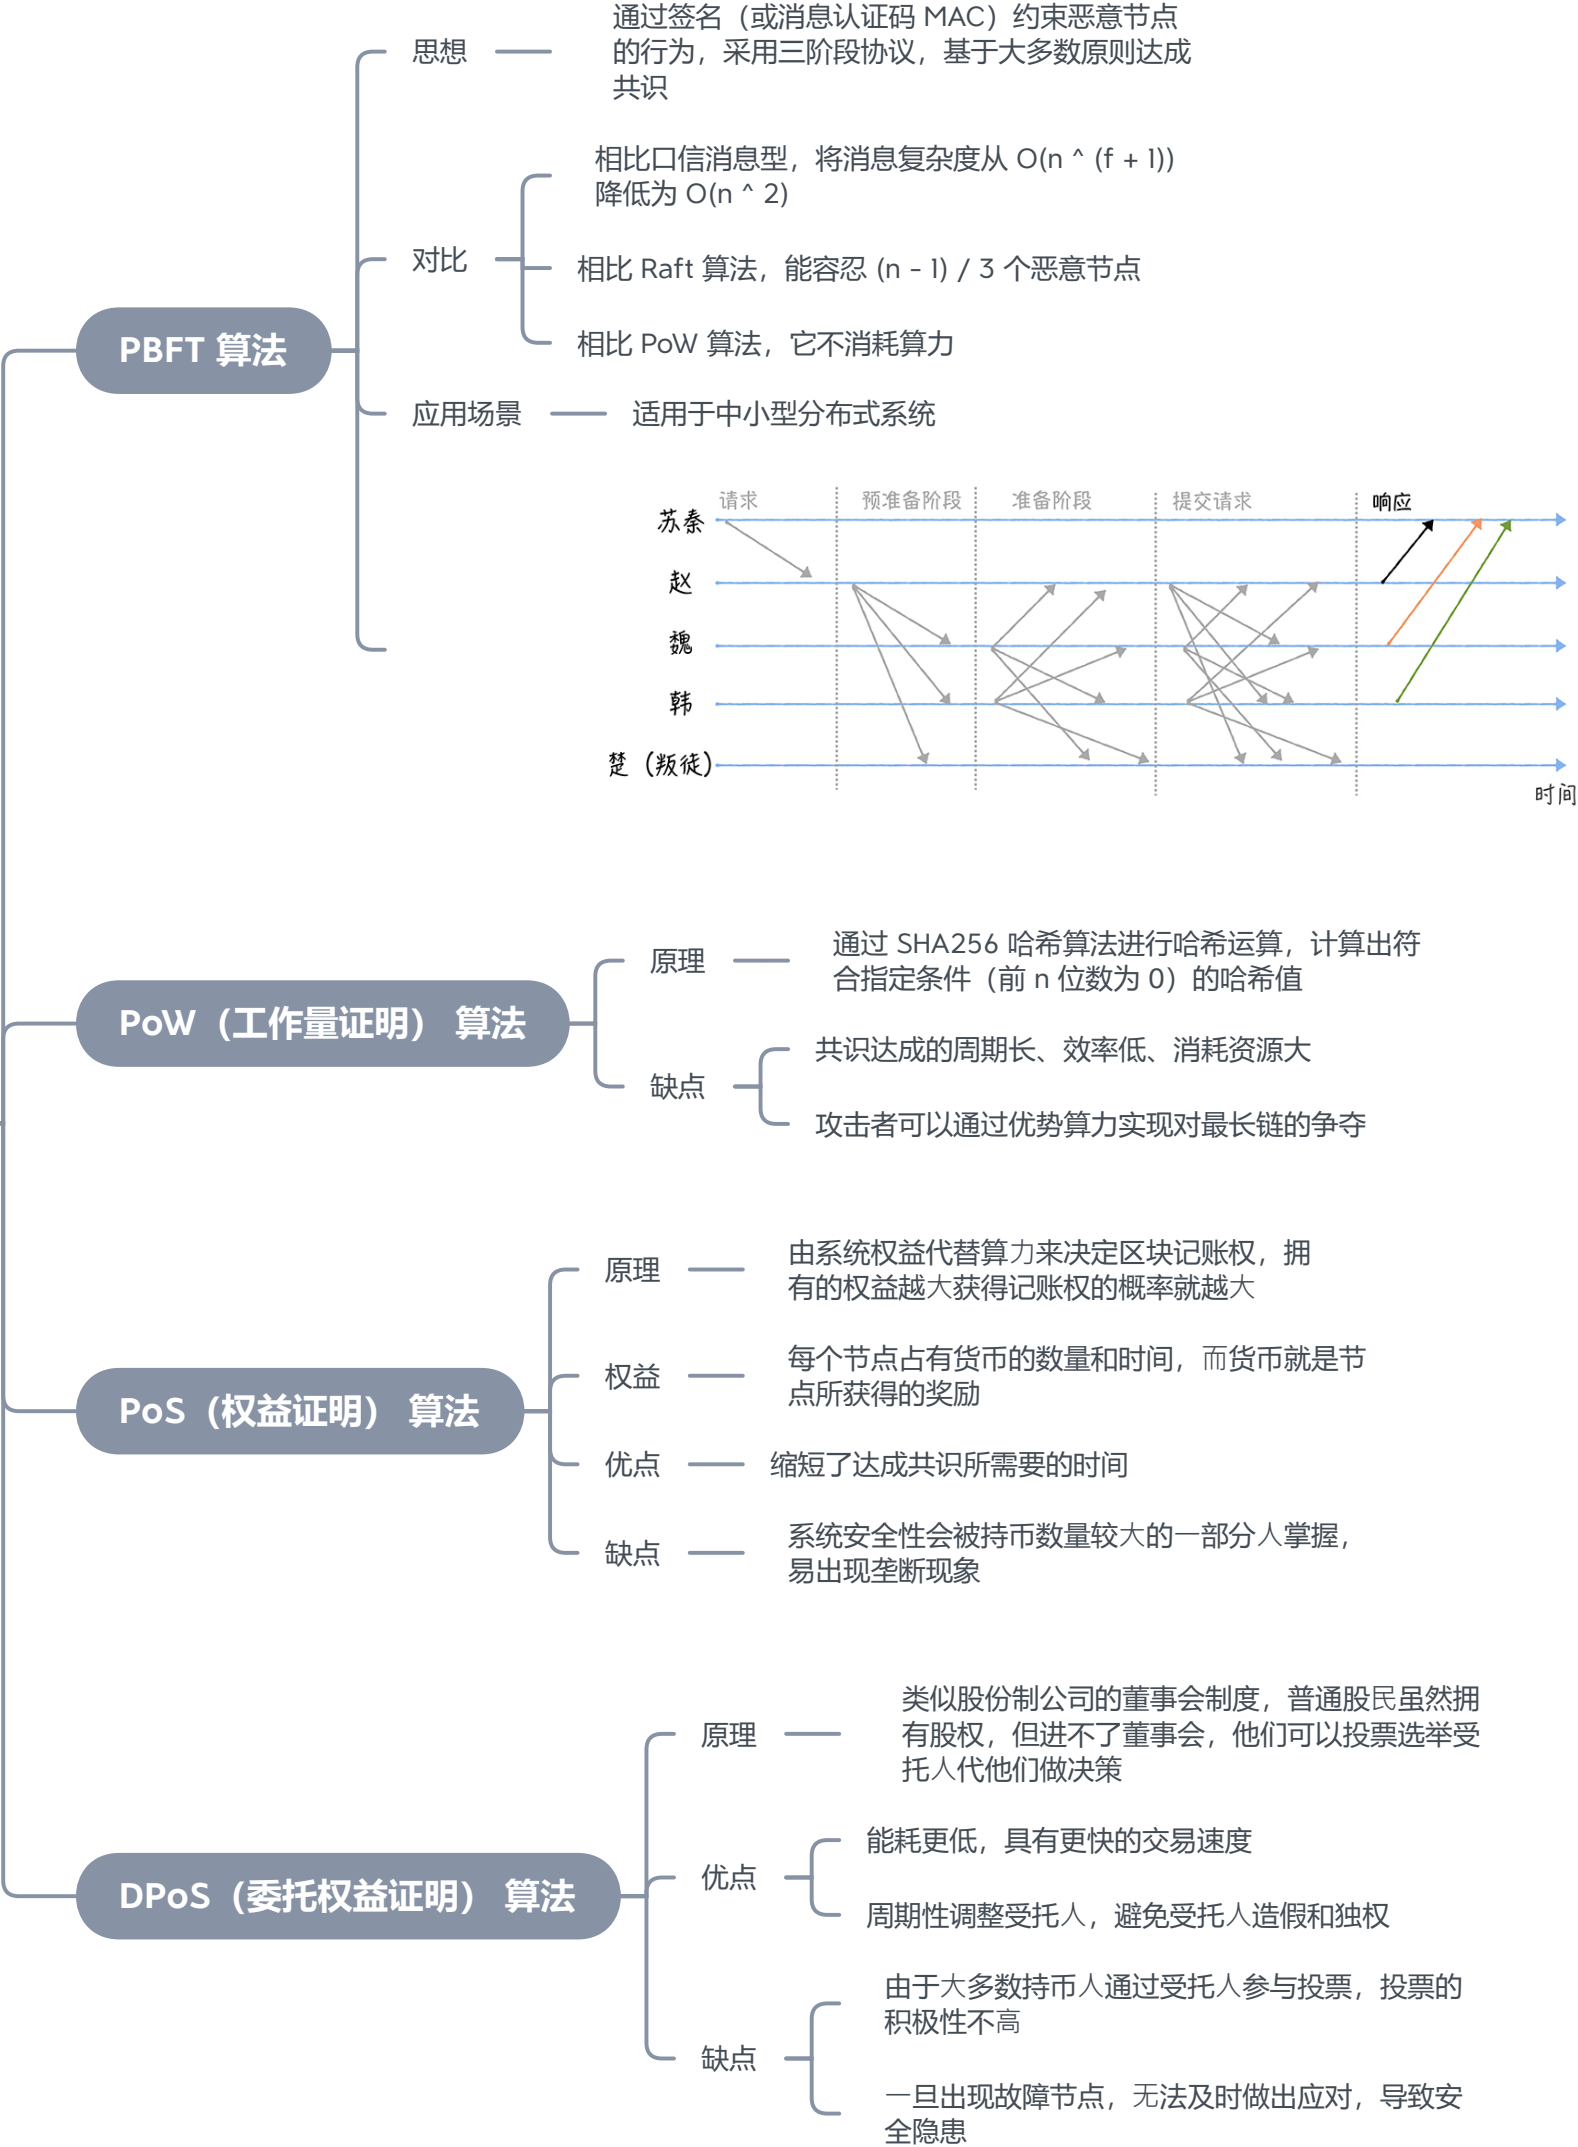 PBFT 算法
思想
通过签名（或消息认证码 MAC）约束恶意节点
的行为，采用三阶段协议，基于大多数原则达成
共识
对比
相比口信消息型，将消息复杂度从 O(n ^ (f + 1))
降低为 O(n ^ 2)
相比 Raft 算法，能容忍 (n - 1) / 3 个恶意节点
相比 PoW 算法，它不消耗算力
应用场景
适用于中小型分布式系统
请求
预准备阶段
准备阶段
提交请求
响应
苏秦
赵
魏
韩
楚（叛徒）
时间
PoW（工作量证明） 算法
原理
通过 SHA256 哈希算法进行哈希运算，计算出符
合指定条件（前 n 位数为 0）的哈希值
缺点
共识达成的周期长、效率低、消耗资源大
攻击者可以通过优势算力实现对最长链的争夺
PoS（权益证明） 算法
原理
由系统权益代替算力来决定区块记账权，拥
有的权益越大获得记账权的概率就越大
权益
每个节点占有货币的数量和时间，而货币就是节
点所获得的奖励
优点
缩短了达成共识所需要的时间
缺点
系统安全性会被持币数量较大的一部分人掌握，
易出现垄断现象
DPoS（委托权益证明） 算法
原理
类似股份制公司的董事会制度，普通股民虽然拥
有股权，但进不了董事会，他们可以投票选举受
托人代他们做决策
优点
能耗更低，具有更快的交易速度
周期性调整受托人，避免受托人造假和独权
缺点
由于大多数持币人通过受托人参与投票，投票的
积极性不高
一旦出现故障节点，无法及时做出应对，导致安
全隐患